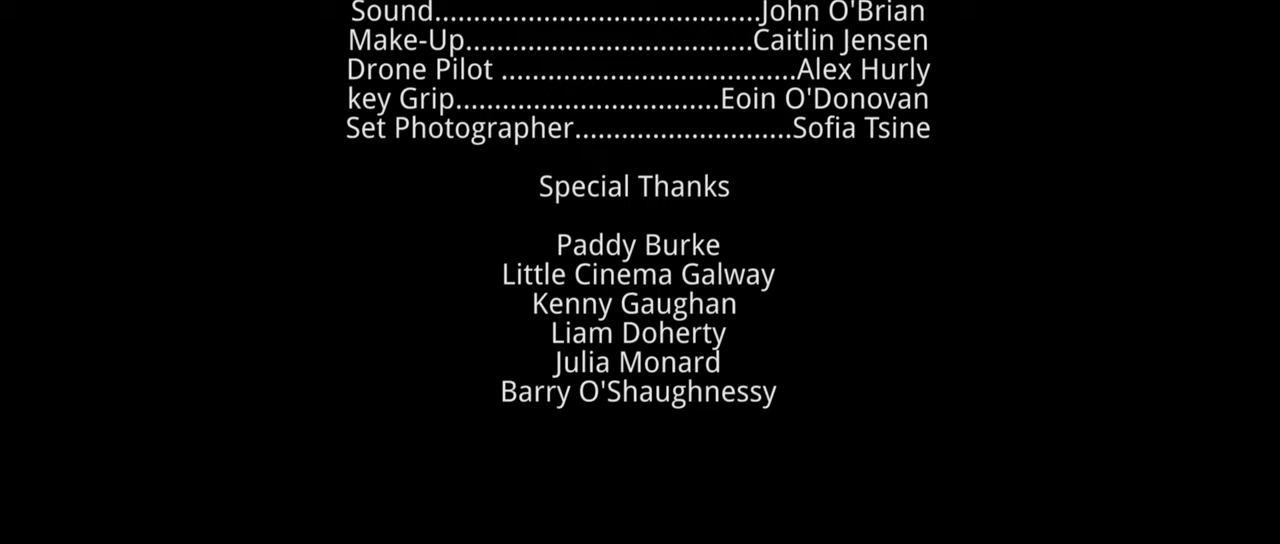 Sound..........................................John O'Brian
Make-Up.....................................Caitlin Jensen
Drone Pilot ......................................Alex Hurly
key Grip..................................Eoin O'Donovan
Set Photographer............................Sofia Tsine
Special Thanks
Paddy Burke
Little Cinema Galway
Kenny Gaughan
Liam Doherty
Julia Monard
Barry O'Shaughnessy